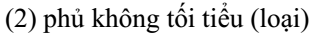 (2) phủ không tối tiểu (loại)